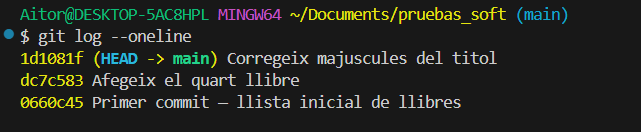 Aitor@DESKTOP-5AC8HPL MINGW64 ~/Documents/pruebas_soft (main)
$ git log --oneline
1d1081f (HEAD -> main) Corregeix majuscules del titol
dc7c583 Afegeix el quart llibre
0660c45 Primer commit – llista inicial de llibres